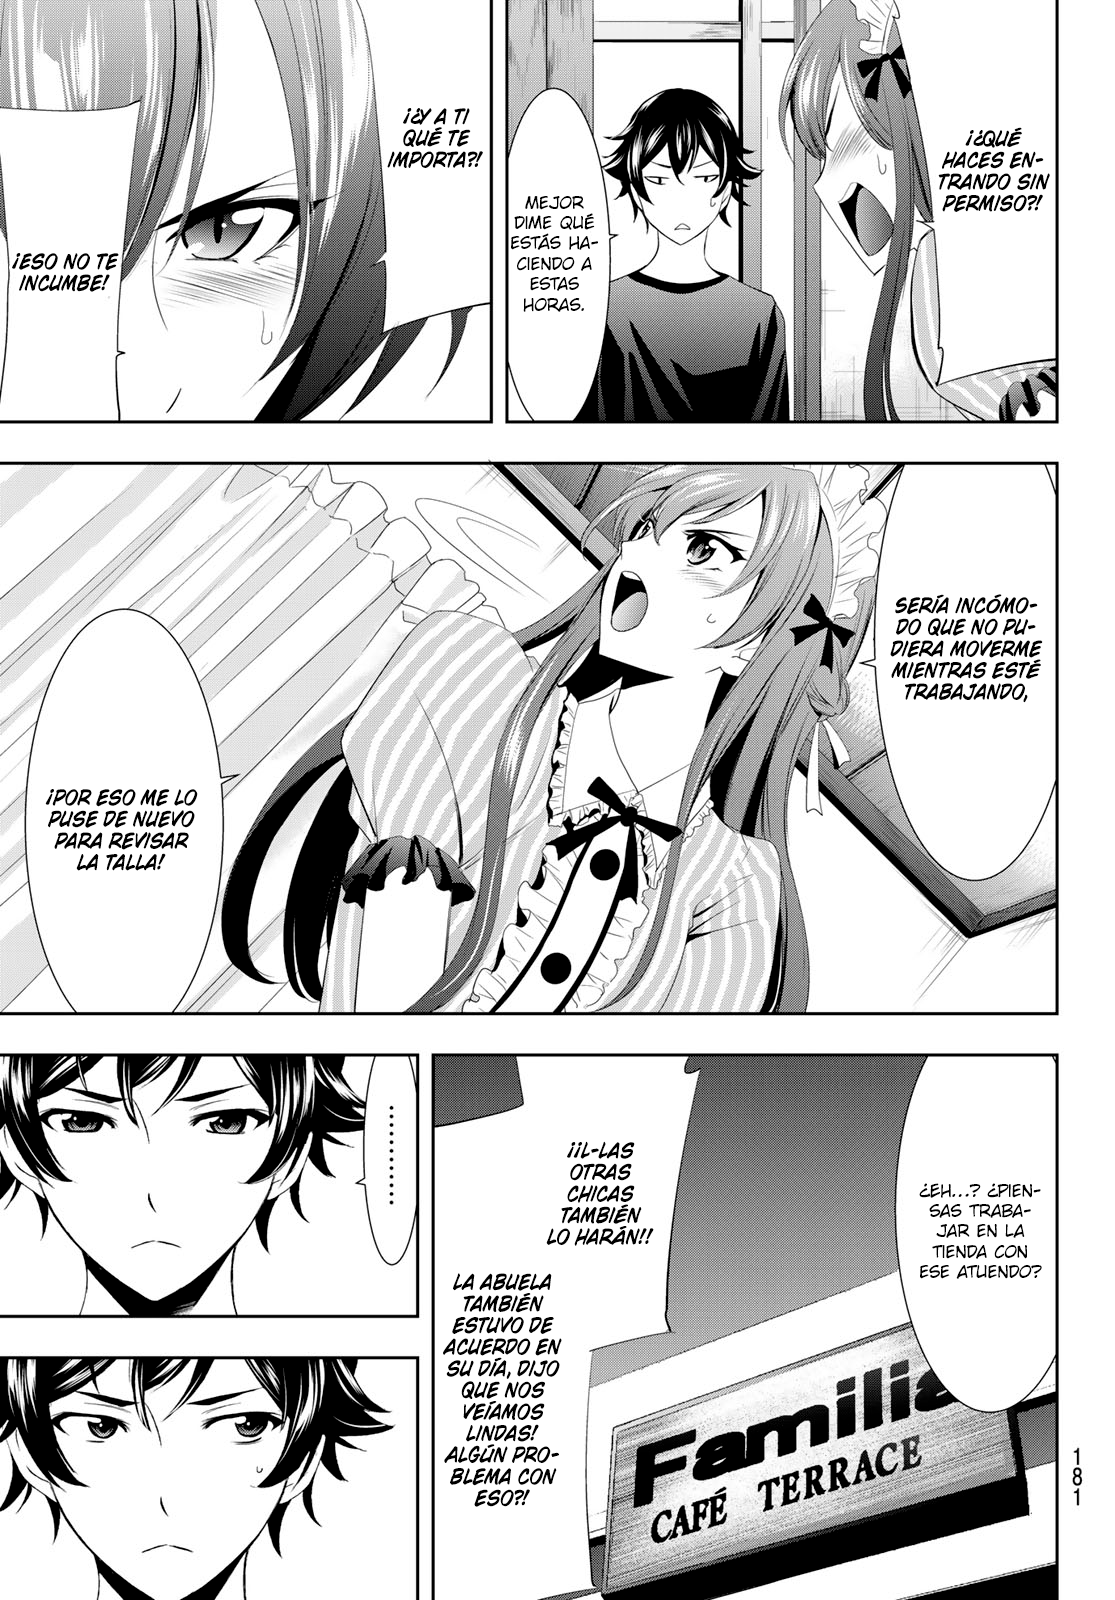 ¡¿QUÉ
HACES EN-
TRANDO SIN
PERMISO?!
MEJOR
DIME QUÉ
ESTÁS HA-
CIENDO A
ESTAS
HORAS.
¡¿Y A TI
QUÉ TE
IMPORTA?!
¡ESO NO TE
INCUMBE!
SERÍA INCÓMO-
DO QUE NO PU-
DIERA MOVERME
MIENTRAS ESTÉ
TRABAJANDO,
¡POR ESO ME LO
PUSE DE NUEVO
PARA REVISAR
LA TALLA!
¿EH...? ¿PIEN-
SAS TRABA-
JAR EN LA
TIENDA CON
ESE ATUENDO?
¡¡L-LAS
OTRAS
CHICAS
TAMBIÉN
LO HARÁN!!
LA ABUELA
TAMBIÉN
ESTUVO DE
ACUERDO EN
SU DÍA, DIJO
QUE NOS
VEÍAMOS
LINDAS!
ALGÚN PRO-
BLEMA CON
ESO?!
Familia
CAFÉ TERRACE
..........
181